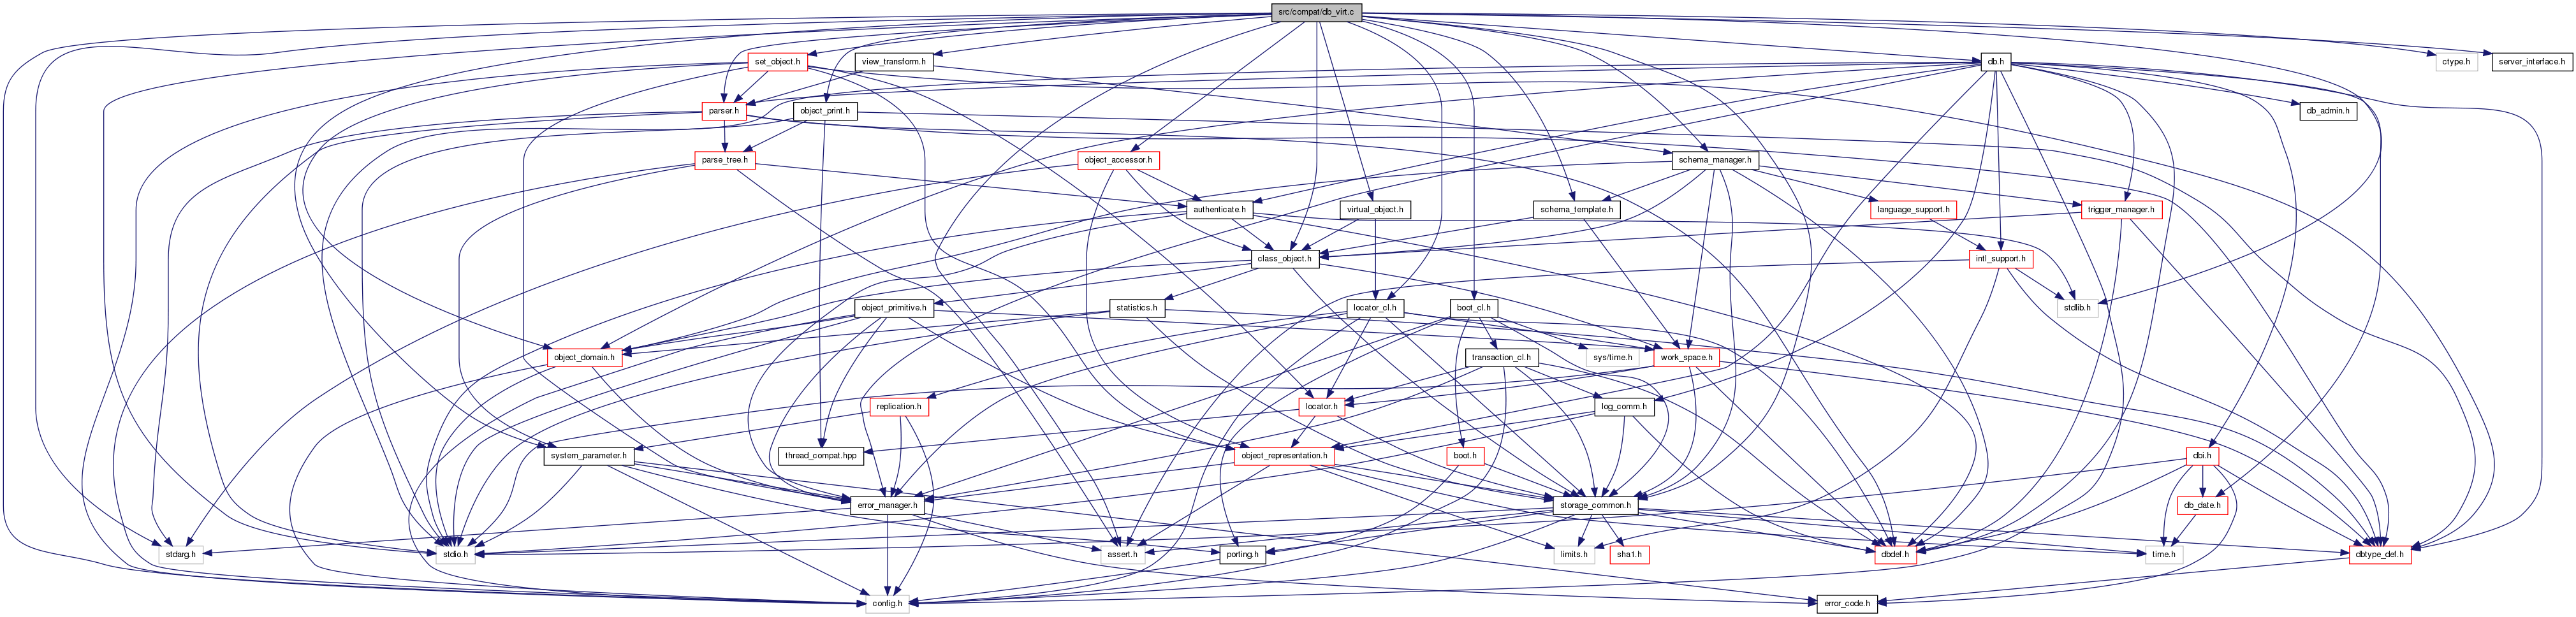 src/compat/db_virt.c
set_object.h
view_transform.h
db.h
ctype.h
server_interface.h
parser.h
object_print.h
db_admin.h
parse_tree.h
object_accessor.h
schema_manager.h
authenticate.h
virtual_object.h
schema_template.h
language_support.h
trigger_manager.h
class_object.h
intl_support.h
object_primitive.h
statistics.h
locator_cl.h
boot_cl.h
stdlib.h
object_domain.h
transaction_cl.h
sys/time.h
work_space.h
replication.h
locator.h
log_comm.h
system_parameter.h
thread_compat.hpp
object_representation.h
boot.h
dbi.h
error_manager.h
storage_common.h
db_date.h
stdarg.h
stdio.h
assert.h
porting.h
limits.h
sha1.h
dbdef.h
time.h
dbtype_def.h
config.h
error_code.h